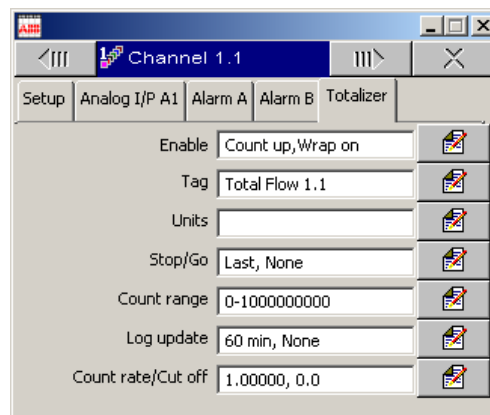 ABB
1 Channel 1.1
Setup Analog I/P A1 Alarm A Alarm B Totalizer
Enable Count up,Wrap on
Tag Total Flow 1.1
Units
Stop/Go Last, None
Count range 0-1000000000
Log update 60 min, None
Count rate/Cut off 1.00000, 0.0